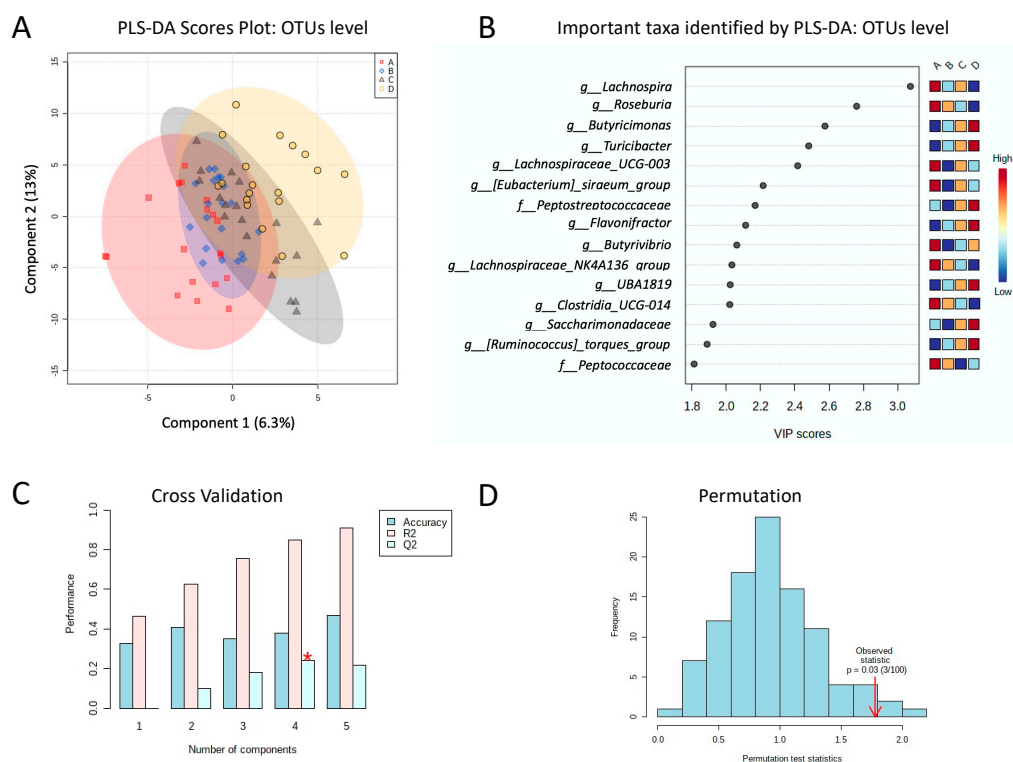 A
PLS-DA Scores Plot: OTUs level
A
B
C
D
15
10
5
0
-5
-10
-15
-5
0
5
Component 2 (13%)
Component 1 (6.3%)
B
Important taxa identified by PLS-DA: OTUs level
A B C D
g__Lachnospira
g__Roseburia
g__Butyricimonas
g__Turicibacter
g__Lachnospiraceae_UCG-003
g__[Eubacterium]_siraeum_group
f__Peptostreptococcaceae
g__Flavonifractor
g__Butyrivibrio
g__Lachnospiraceae_NK4A136_group
g__UBA1819
g__Clostridia_UCG-014
g__Saccharimonadaceae
g__[Ruminococcus]_torques_group
f__Peptococcaceae
High
Low
1.8 2.0 2.2 2.4 2.6 2.8 3.0
VIP scores
C
Cross Validation
Accuracy
R2
Q2
1.0
0.8
0.6
0.4
0.2
0.0
Performance
*
1 2 3 4 5
Number of components
D
Permutation
25
20
15
10
5
0
Frequency
Observed
statistic
p = 0.03 (3/100)
0.0 0.5 1.0 1.5 2.0
Permutation test statistics